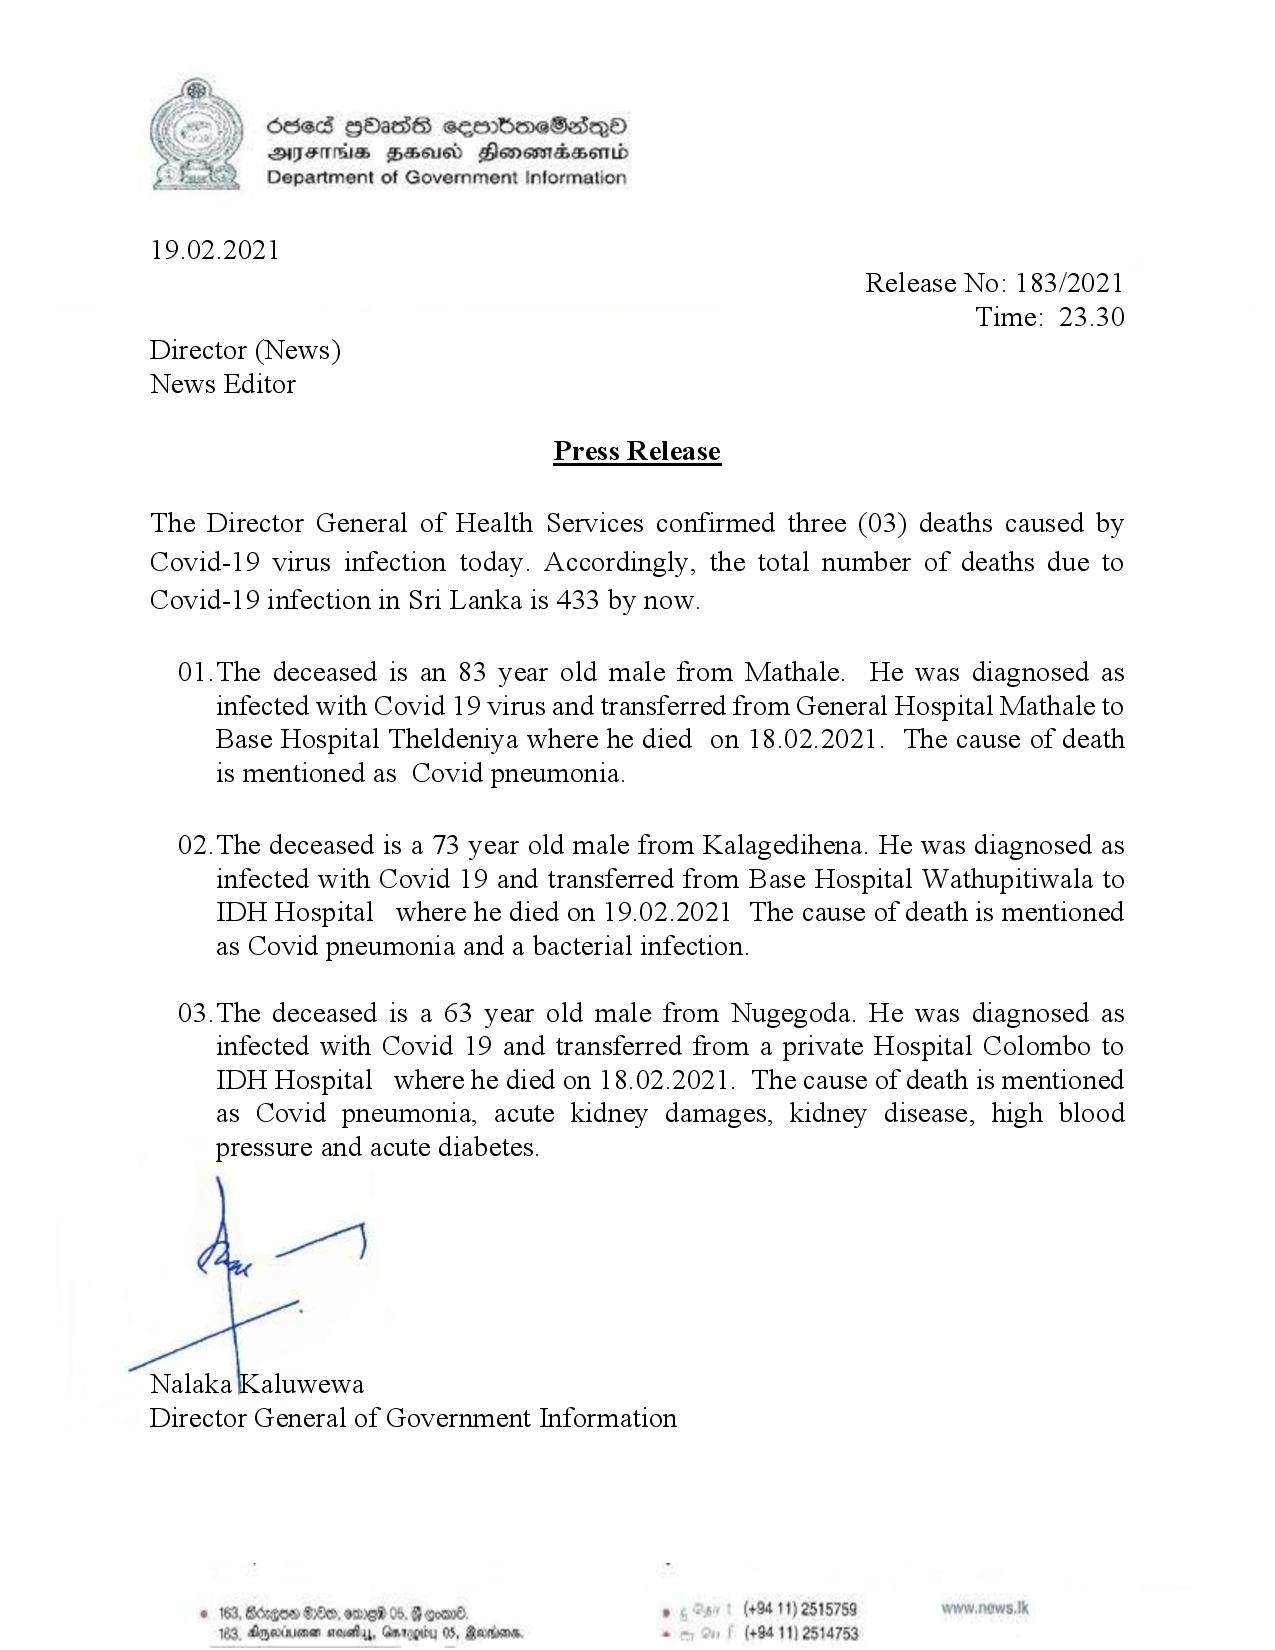 රජයේ ප්‍රවෘත්ති දෙපාර්තමේන්තුව
அரசாங்க தகவல் திணைக்களம்
Department of Government Information
19.02.2021
Release No: 183/2021
Time: 23.30
Director (News)
News Editor
Press Release
The Director General of Health Services confirmed three (03) deaths caused by
Covid-19 virus infection today. Accordingly, the total number of deaths due to
Covid-19 infection in Sri Lanka is 433 by now.
01. The deceased is an 83 year old male from Mathale. He was diagnosed as
infected with Covid 19 virus and transferred from General Hospital Mathale to
Base Hospital Theldeniya where he died on 18.02.2021. The cause of death
is mentioned as Covid pneumonia.
02. The deceased is a 73 year old male from Kalagedihena. He was diagnosed as
infected with Covid 19 and transferred from Base Hospital Wathupitiwala to
IDH Hospital where he died on 19.02.2021 The cause of death is mentioned
as Covid pneumonia and a bacterial infection.
03. The deceased is a 63 year old male from Nugegoda. He was diagnosed as
infected with Covid 19 and transferred from a private Hospital Colombo to
IDH Hospital where he died on 18.02.2021. The cause of death is mentioned
as Covid pneumonia, acute kidney damages, kidney disease, high blood
pressure and acute diabetes.
Nalaka Kaluwewa
Director General of Government Information
163, කිරුලපන මාවත, කොළඹ 05, ශ්‍රී ලංකාව.
163, கிருலப்பனை எவனியூ, கொழும்பு 05, இலங்கை.
(+94 11) 2515759
(+94 11) 2514753
www.news.lk